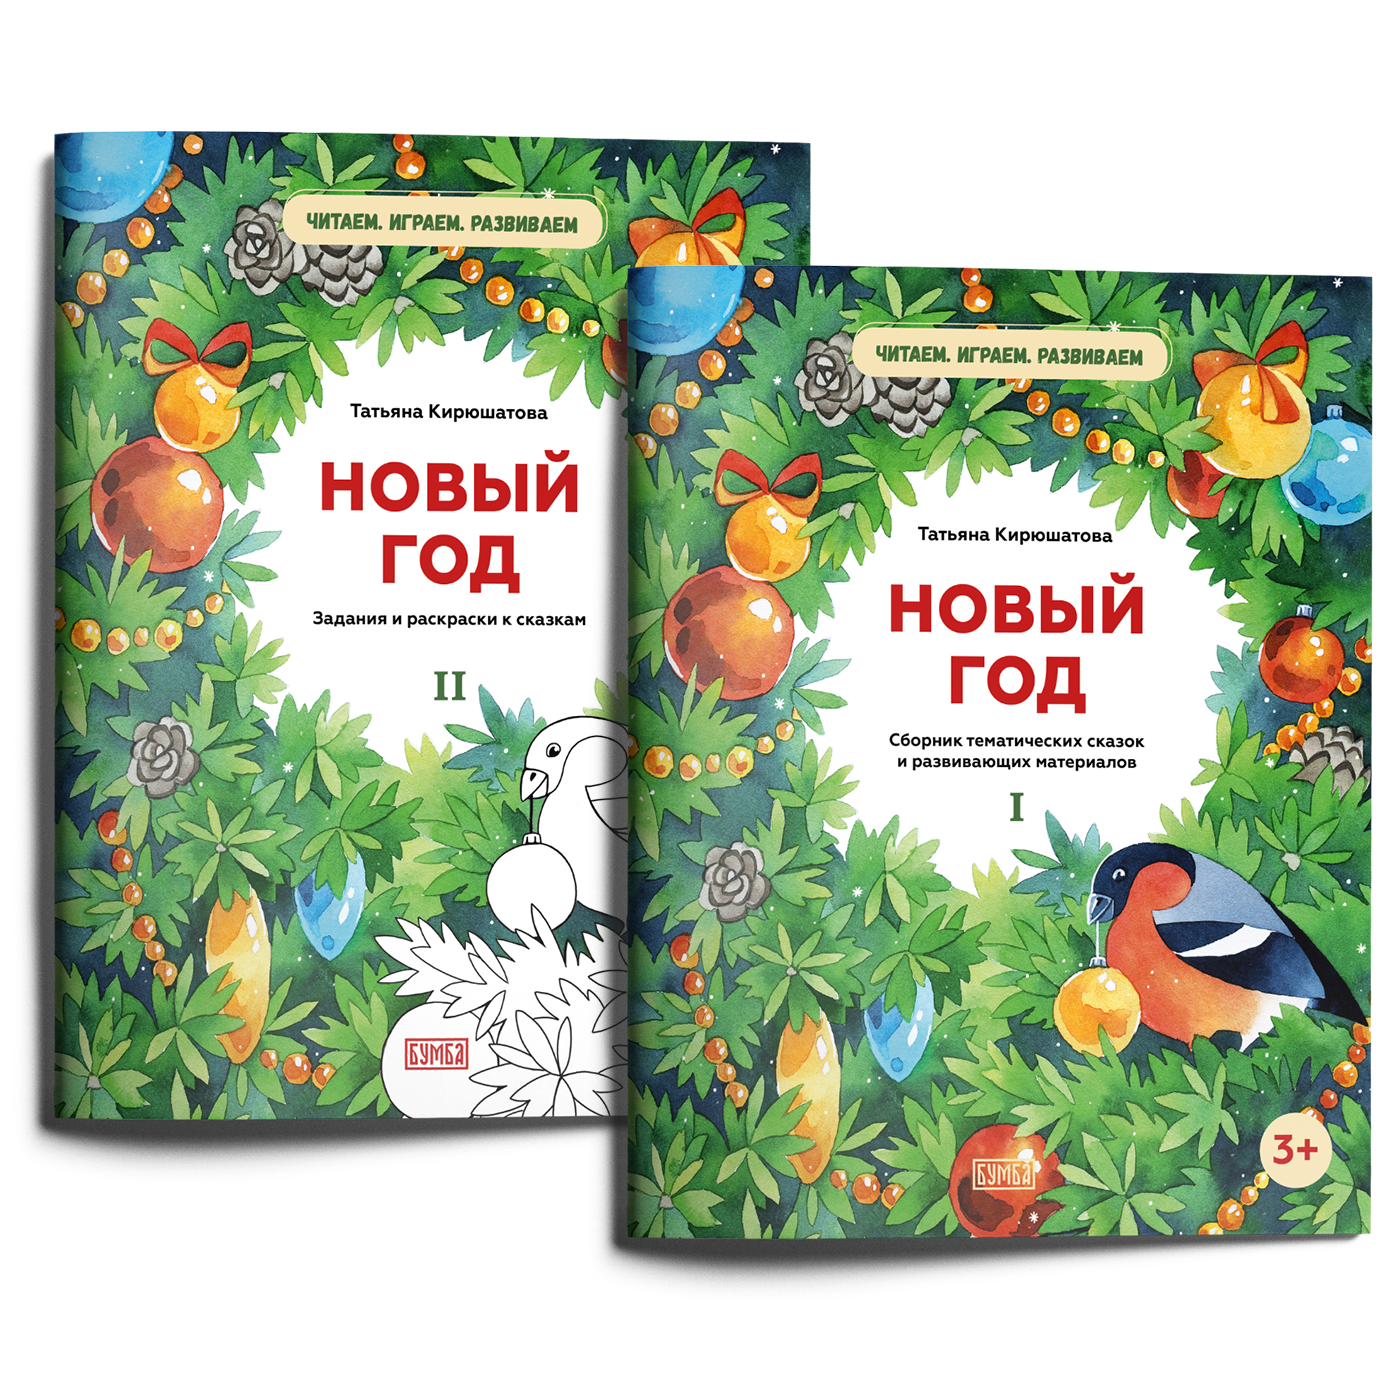 ЧИТАЕМ. ИГРАЕМ. РАЗВИВАЕМ
Татьяна Кирюшатова
НОВЫЙ
ГОД
Задания и раскраски к сказкам
II
БУМБА
ЧИТАЕМ. ИГРАЕМ. РАЗВИВАЕМ
Татьяна Кирюшатова
НОВЫЙ
ГОД
Сборник тематических сказок
и развивающих материалов
I
3+
БУМБА